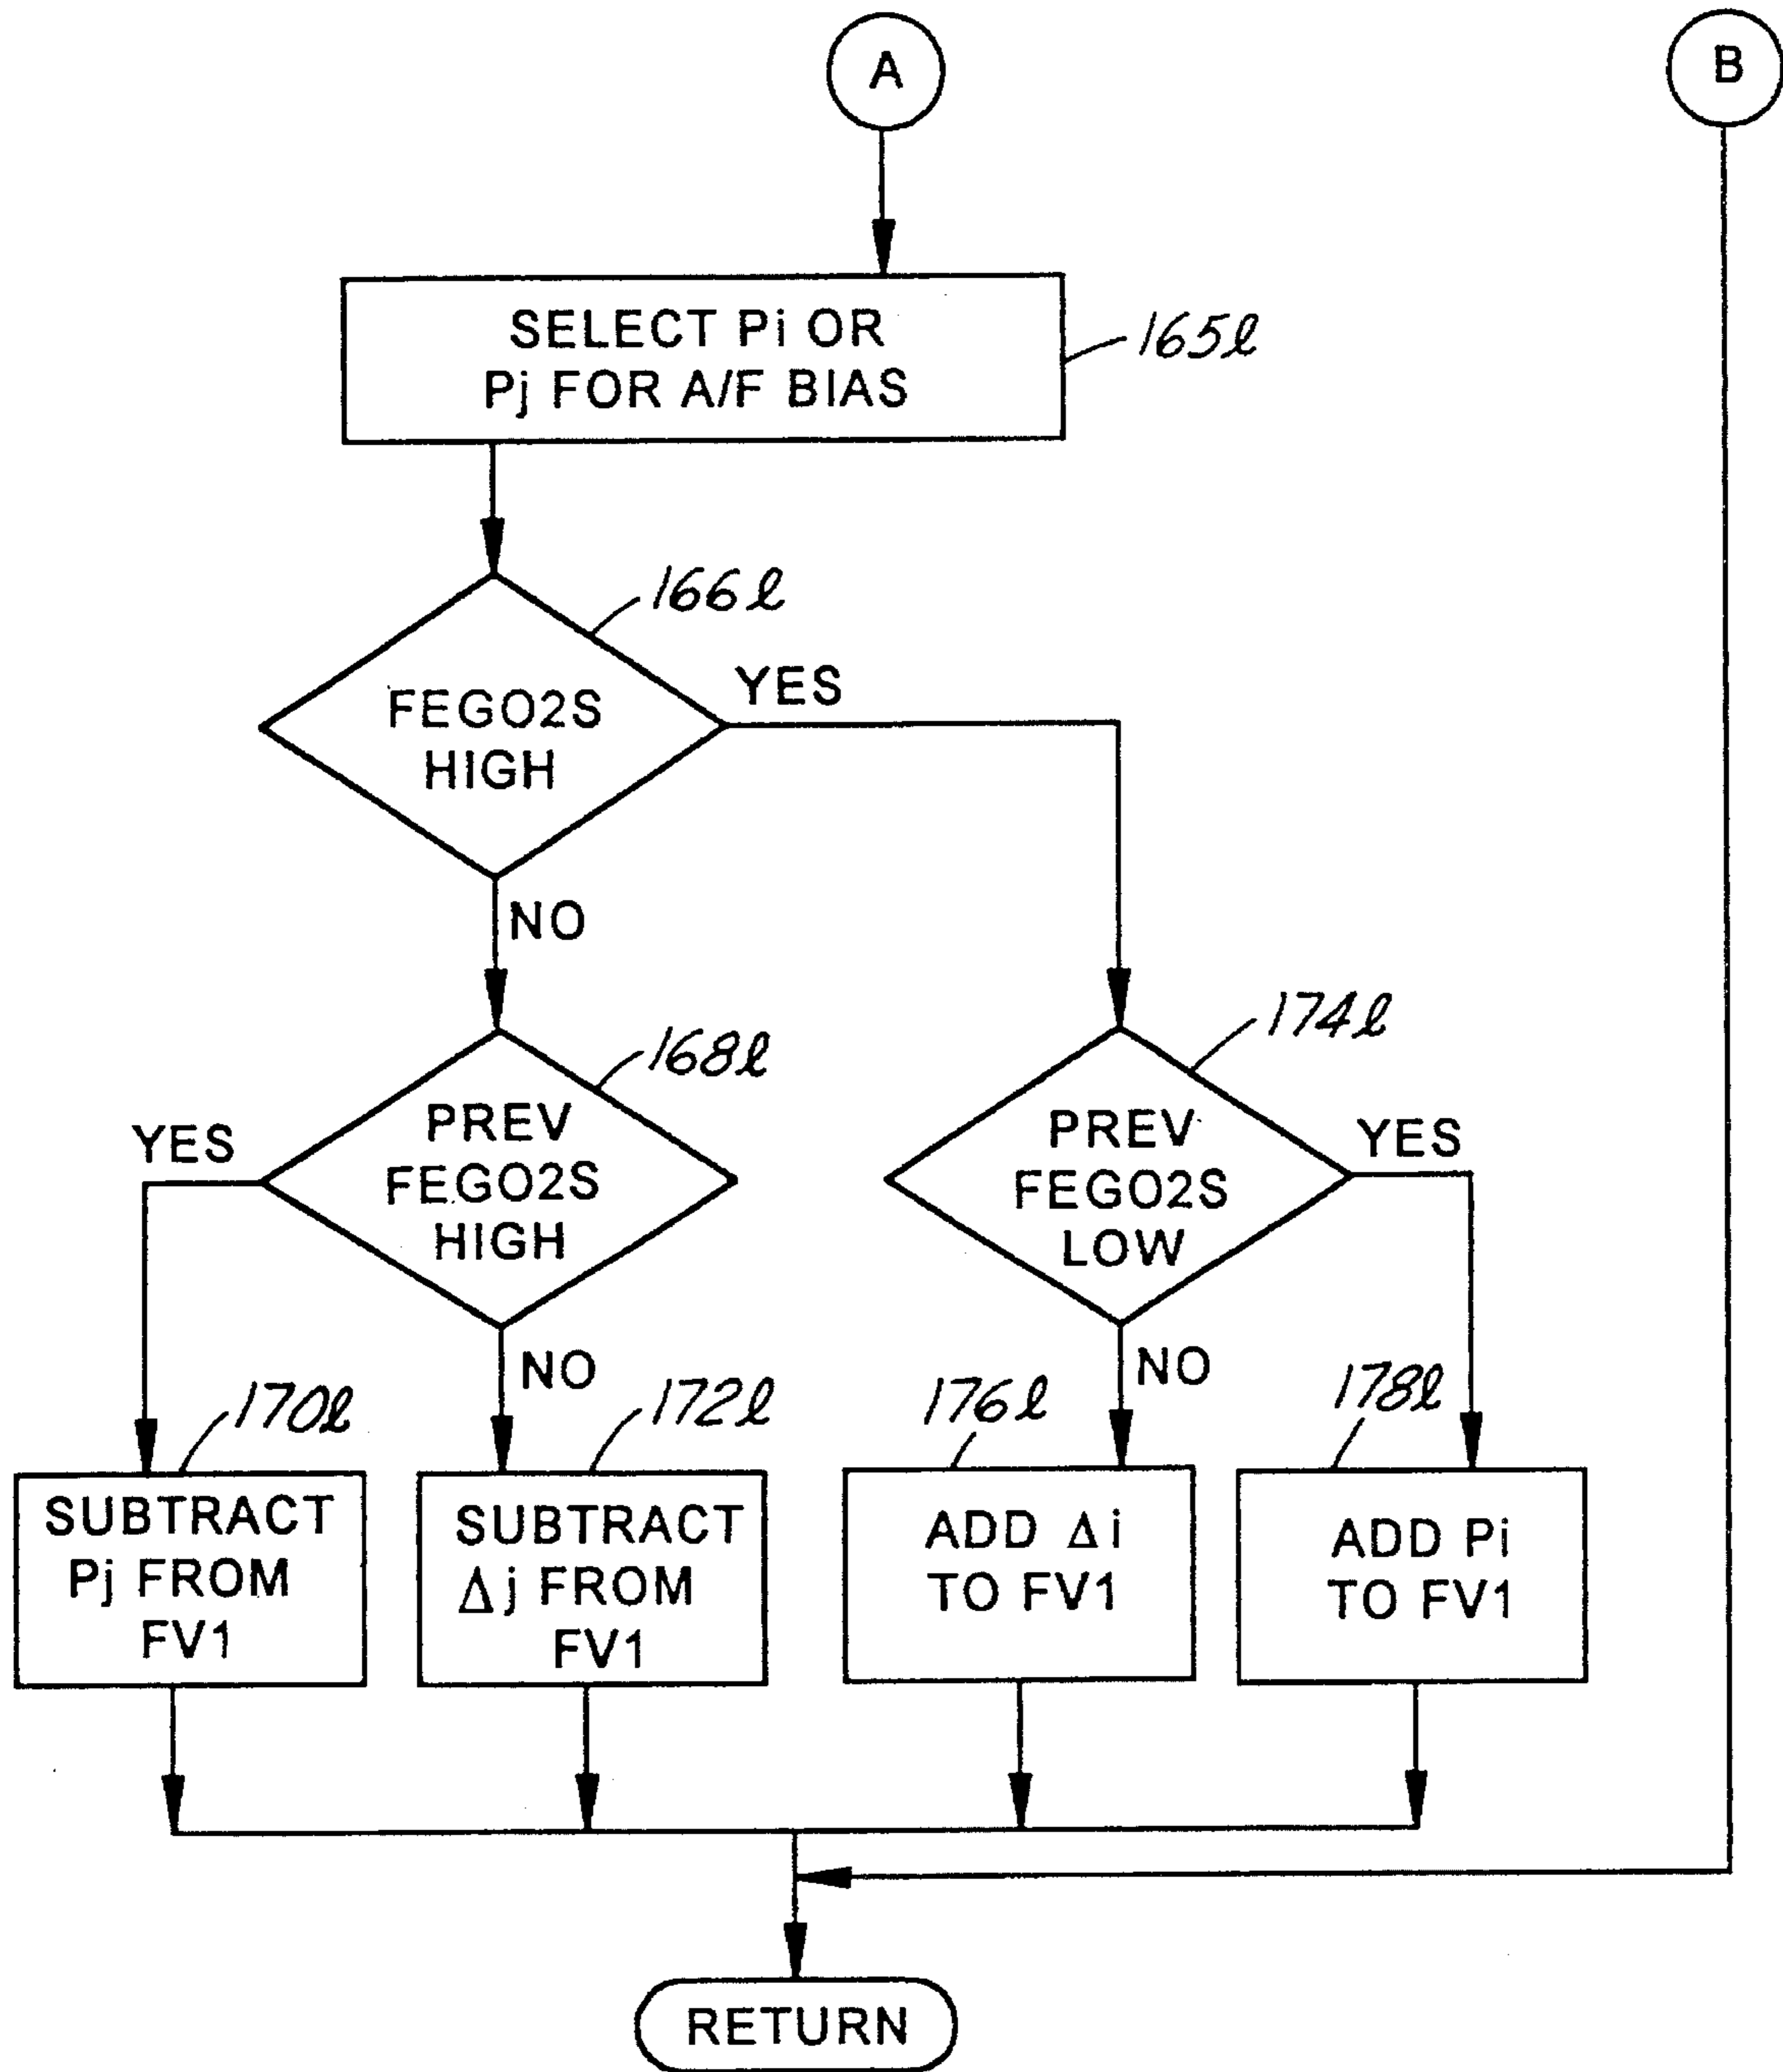 A
B
SELECT Pi OR
Pj FOR A/F BIAS
165ℓ
166ℓ
FEGO2S
HIGH
YES
NO
168ℓ
174ℓ
YES
PREV
FEGO2S
HIGH
PREV
FEGO2S
LOW
YES
NO
NO
170ℓ
172ℓ
176ℓ
178ℓ
SUBTRACT
Pj FROM
FV1
SUBTRACT
Δj FROM
FV1
ADD Δi
TO FV1
ADD Pi
TO FV1
RETURN